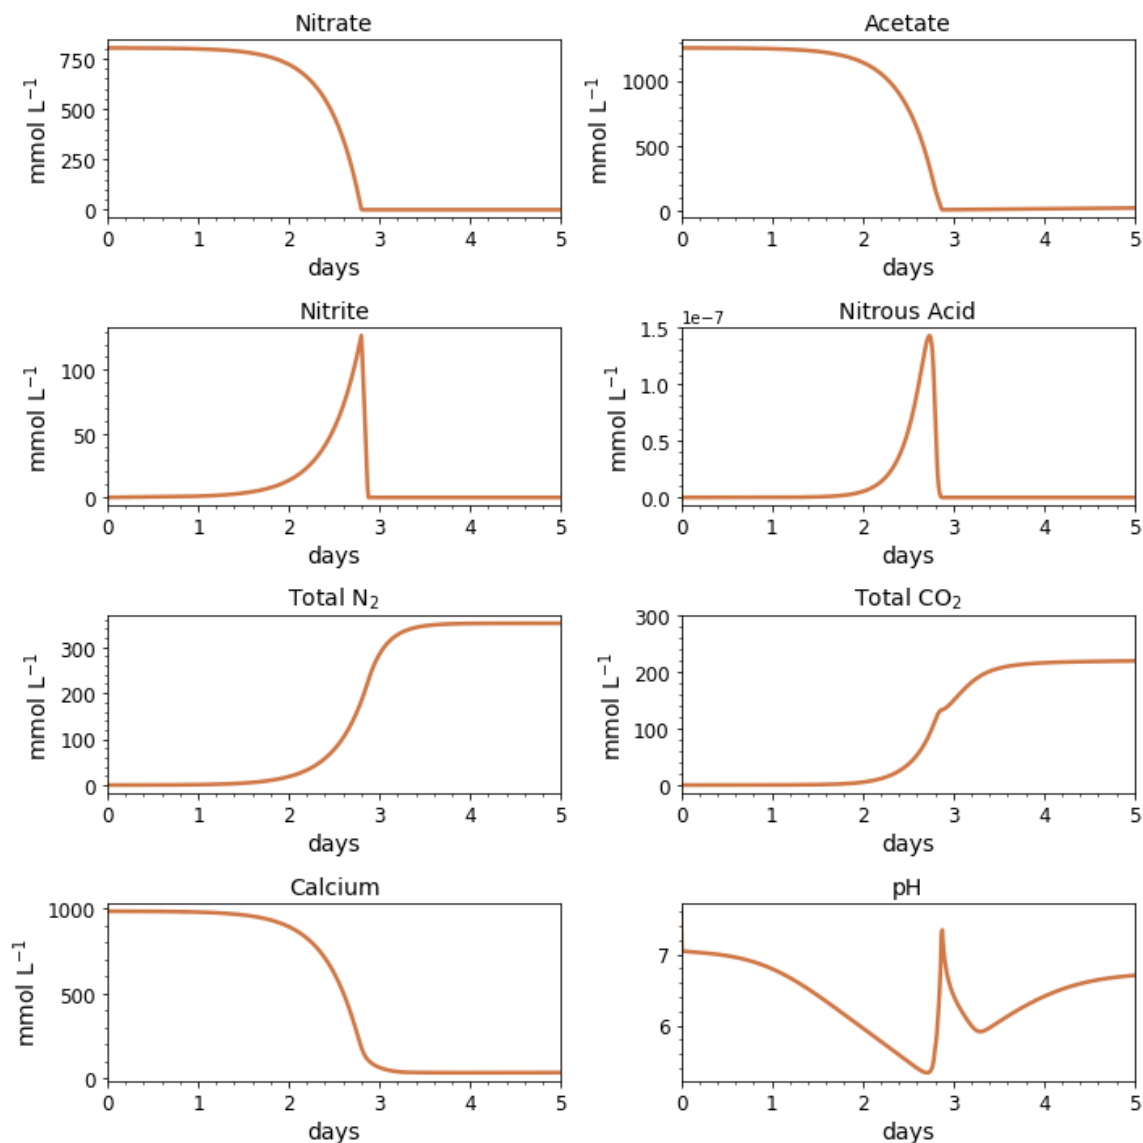 Nitrate
mmol L⁻¹
750
500
250
0
0 1 2 3 4 5
days
Acetate
mmol L⁻¹
1000
500
0
0 1 2 3 4 5
days
Nitrite
mmol L⁻¹
100
50
0
0 1 2 3 4 5
days
Nitrous Acid
1e−7
mmol L⁻¹
1.5
1.0
0.5
0.0
0 1 2 3 4 5
days
Total N₂
mmol L⁻¹
300
200
100
0
0 1 2 3 4 5
days
Total CO₂
mmol L⁻¹
300
200
100
0
0 1 2 3 4 5
days
Calcium
mmol L⁻¹
1000
500
0
0 1 2 3 4 5
days
pH
7
6
0 1 2 3 4 5
days